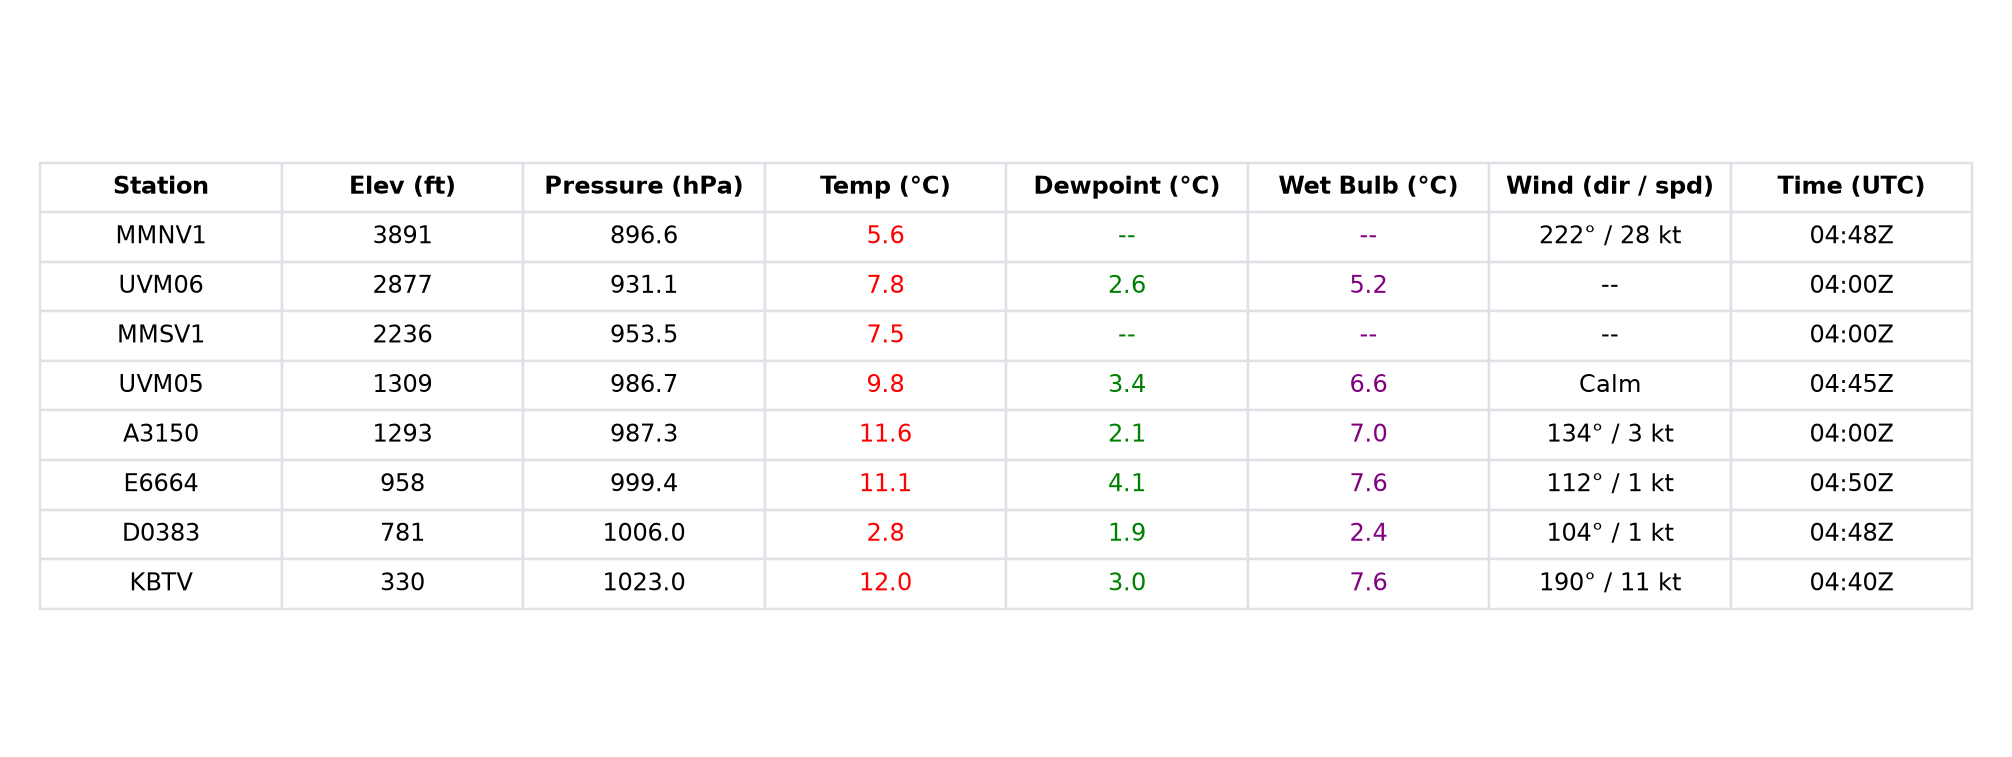 Station Elev (ft) Pressure (hPa) Temp (°C) Dewpoint (°C) Wet Bulb (°C) Wind (dir / spd) Time (UTC)
MMNV1 3891 896.6 5.6 -- -- 222° / 28 kt 04:48Z
UVM06 2877 931.1 7.8 2.6 5.2 -- 04:00Z
MMSV1 2236 953.5 7.5 -- -- -- 04:00Z
UVM05 1309 986.7 9.8 3.4 6.6 Calm 04:45Z
A3150 1293 987.3 11.6 2.1 7.0 134° / 3 kt 04:00Z
E6664 958 999.4 11.1 4.1 7.6 112° / 1 kt 04:50Z
D0383 781 1006.0 2.8 1.9 2.4 104° / 1 kt 04:48Z
KBTV 330 1023.0 12.0 3.0 7.6 190° / 11 kt 04:40Z